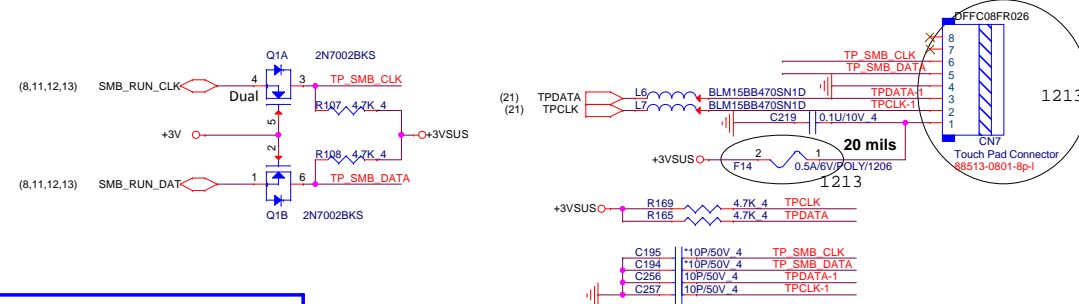 Q1A 2N7002BKS
(8,11,12,13) SMB_RUN_CLK 4 3 TP_SMB_CLK
Dual
R107 4.7K_4
5
+3V +3VSUS
2
R108 4.7K_4
(8,11,12,13) SMB_RUN_DAT 1 6 TP_SMB_DATA
Q1B 2N7002BKS
DFFC08FR026
8
7
TP_SMB_CLK 6
TP_SMB_DATA 5
4
(21) TPDATA L6 BLM15BB470SN1D TPDATA-1 3
(21) TPCLK L7 BLM15BB470SN1D TPCLK-1 2
C219 0.1U/10V_4 1
1213
CN7
Touch Pad Connector
88513-0801-8p-l
20 mils
+3VSUS 2 1
F14 0.5A/6V/POLY/1206
1213
+3VSUS R169 4.7K_4 TPCLK
R165 4.7K_4 TPDATA
C195 *10P/50V_4 TP_SMB_CLK
C194 *10P/50V_4 TP_SMB_DATA
C256 10P/50V_4 TPDATA-1
C257 10P/50V_4 TPCLK-1